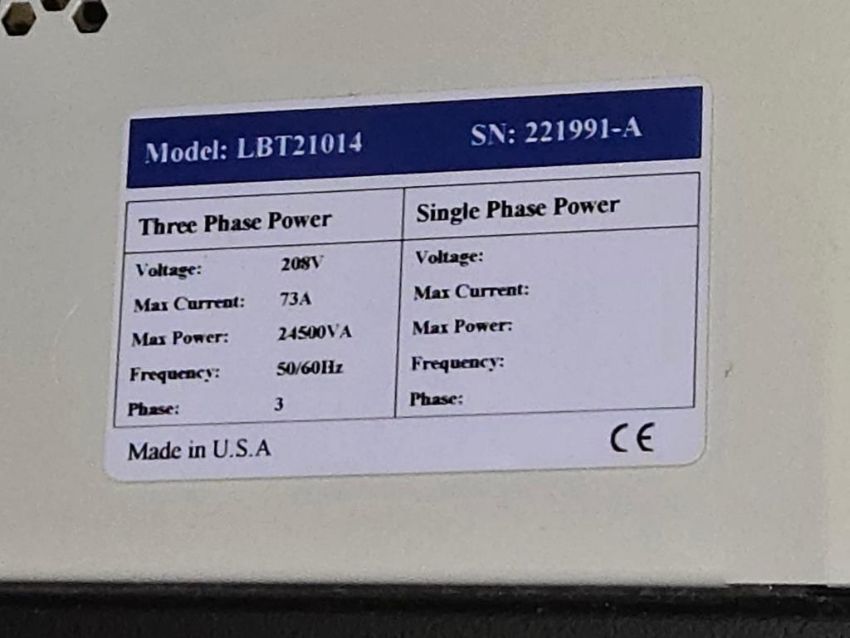 Model: LBT21014 SN: 221991-A
Three Phase Power Single Phase Power
Voltage: 208V Voltage:
Max Current: 73A Max Current:
Max Power: 24500VA Max Power:
Frequency: 50/60Hz Frequency:
Phase: 3 Phase:
Made in U.S.A CE